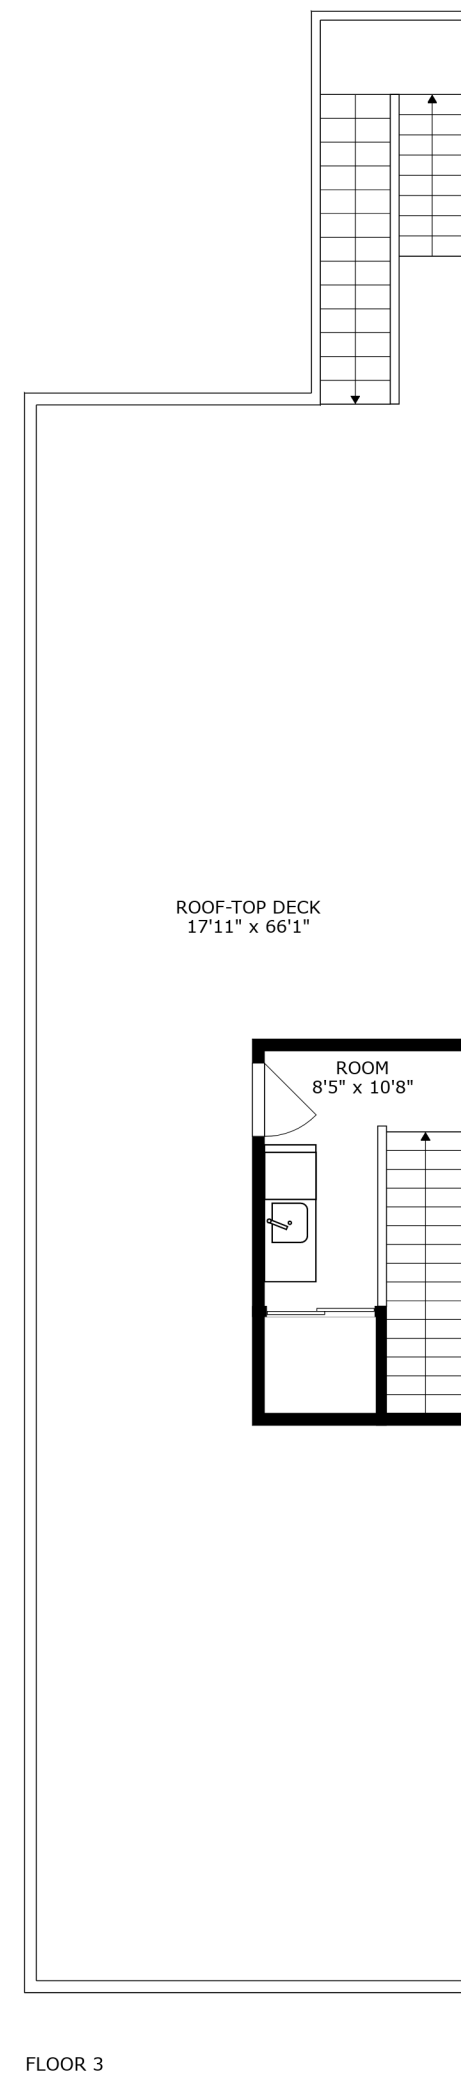 ROOF-TOP DECK
17'11" x 66'1"
ROOM
8'5" x 10'8"
FLOOR 3